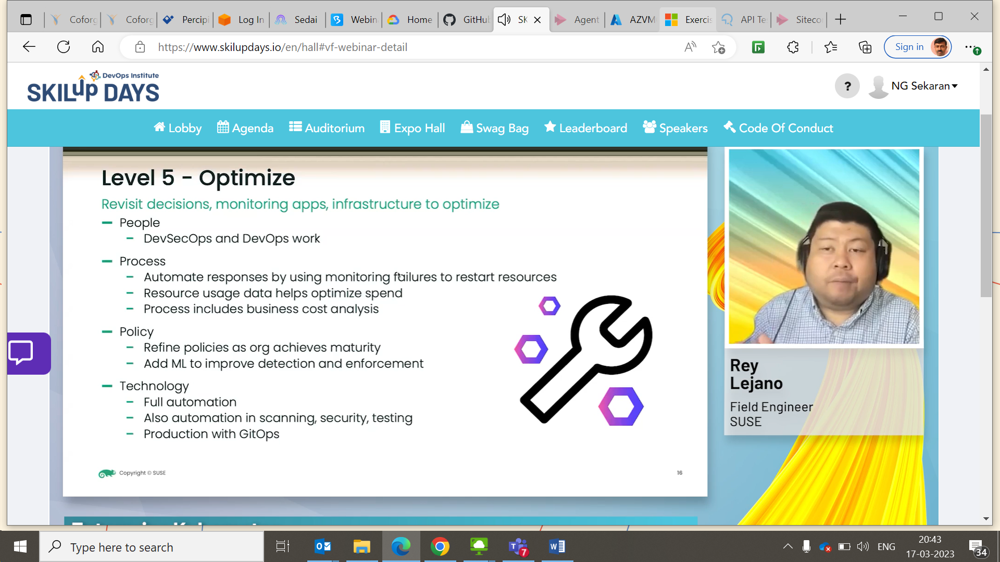 Coforg
Coforg
Percipi
Log In
Sedai
Webin
Home
GitHub
SK
Agent
AZVM
Exercis
API Te
Siteco
https://www.skilupdays.io/en/hall#vf-webinar-detail
Sign in
DevOps Institute
SKILup DAYS
?
NG Sekaran
Lobby
Agenda
Auditorium
Expo Hall
Swag Bag
Leaderboard
Speakers
Code Of Conduct
Level 5 - Optimize
Revisit decisions, monitoring apps, infrastructure to optimize
— People
– DevSecOps and DevOps work
— Process
– Automate responses by using monitoring failures to restart resources
– Resource usage data helps optimize spend
– Process includes business cost analysis
— Policy
– Refine policies as org achieves maturity
– Add ML to improve detection and enforcement
— Technology
– Full automation
– Also automation in scanning, security, testing
– Production with GitOps
Copyright © SUSE
16
Rey
Lejano
Field Engineer
SUSE
Type here to search
7
ENG
20:43
17-03-2023
34